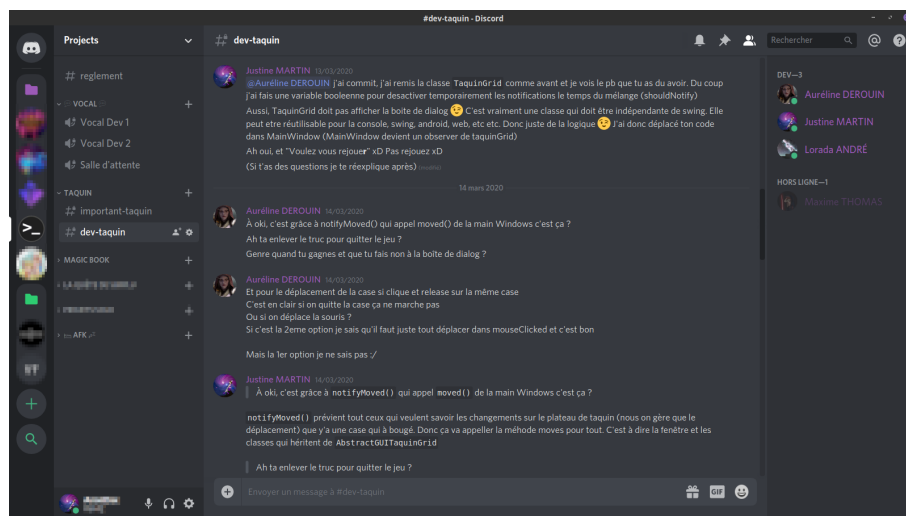 #dev-taquin - Discord
Projects
# reglement
VOCAL
Vocal Dev 1
Vocal Dev 2
Salle d'attente
TAQUIN
important-taquin
dev-taquin
MAGIC BOOK
AFK
dev-taquin
Rechercher
Justine MARTIN 13/03/2020
@Auréline DEROUIN j'ai commit, j'ai remis la classe TaquinGrid comme avant et je vois le pb que tu as du avoir. Du coup
j'ai fais une variable booleenne pour desactiver temporairement les notifications le temps du mélange (shouldNotify)
Aussi, TaquinGrid doit pas afficher la boite de dialog 😉 C'est vraiment une classe qui doit être indépendante de swing. Elle
peut etre réutilisable pour la console, swing, android, web, etc etc. Donc juste de la logique 😉 J'ai donc déplacé ton code
dans MainWindow (MainWindow devient un observer de taquinGrid)
Ah oui, et "Voulez vous rejouer" xD Pas rejouez xD
(Si t'as des questions je te réexplique après) (modifié)
14 mars 2020
Auréline DEROUIN 14/03/2020
À oki, c'est grâce à notifyMoved() qui appel moved() de la main Windows c'est ça ?
Ah ta enlever le truc pour quitter le jeu ?
Genre quand tu gagnes et que tu fais non à la boîte de dialog ?
Auréline DEROUIN 14/03/2020
Et pour le déplacement de la case si clique et release sur la même case
C'est en clair si on quitte la case ça ne marche pas
Ou si on déplace la souris ?
Si c'est la 2eme option je sais qu'il faut juste tout déplacer dans mouseClicked et c'est bon
Mais la 1er option je ne sais pas :/
Justine MARTIN 14/03/2020
À oki, c'est grâce à notifyMoved() qui appel moved() de la main Windows c'est ça ?
notifyMoved() prévient tout ceux qui veulent savoir les changements sur le plateau de taquin (nous on gère que le
déplacement) que y'a une case qui à bougé. Donc ça va appeller la méhode moves pour tout. C'est à dire la fenêtre et les
classes qui héritent de AbstractGUITaquinGrid
Ah ta enlever le truc pour quitter le jeu ?
Envoyer un message à #dev-taquin
GIF
DEV—3
Auréline DEROUIN
Justine MARTIN
Lorada ANDRÉ
HORS LIGNE—1
Maxime THOMAS